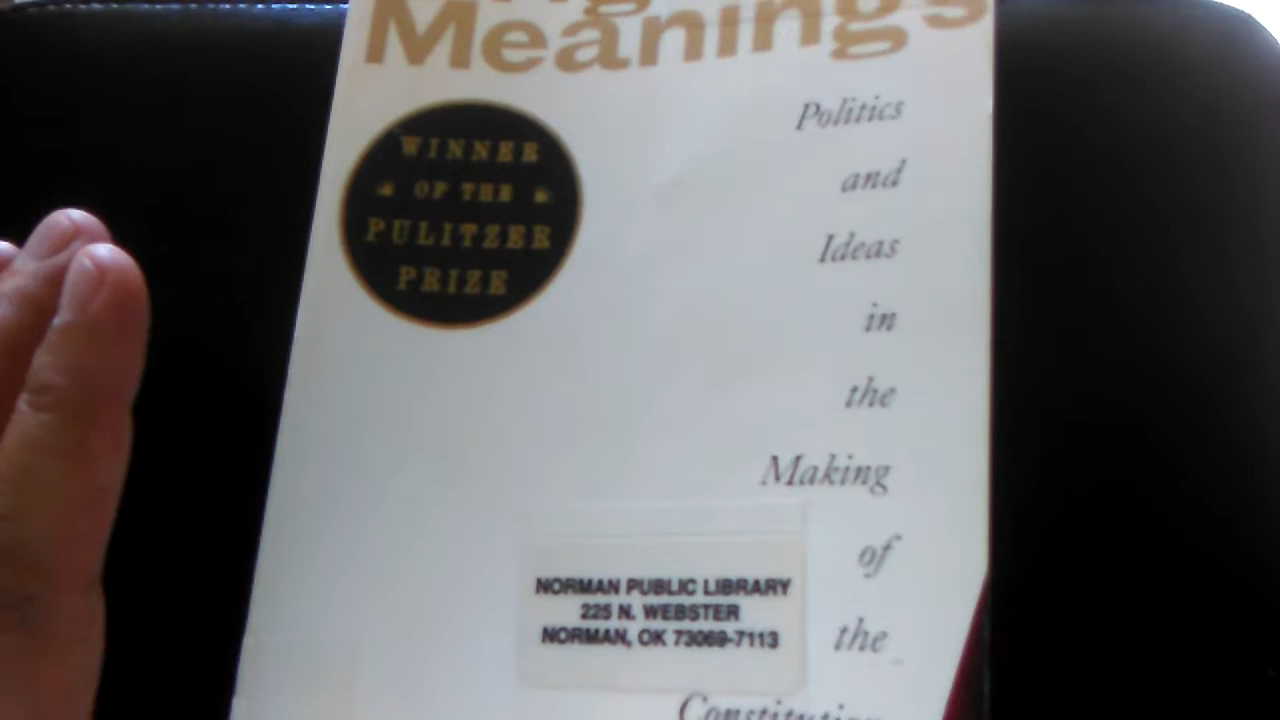 Meanings
WINNER
OF THE
PULITZER
PRIZE
Politics
and
Ideas
in
the
Making
of
the
NORMAN PUBLIC LIBRARY
225 N. WEBSTER
NORMAN, OK 73069-7113
Constitution